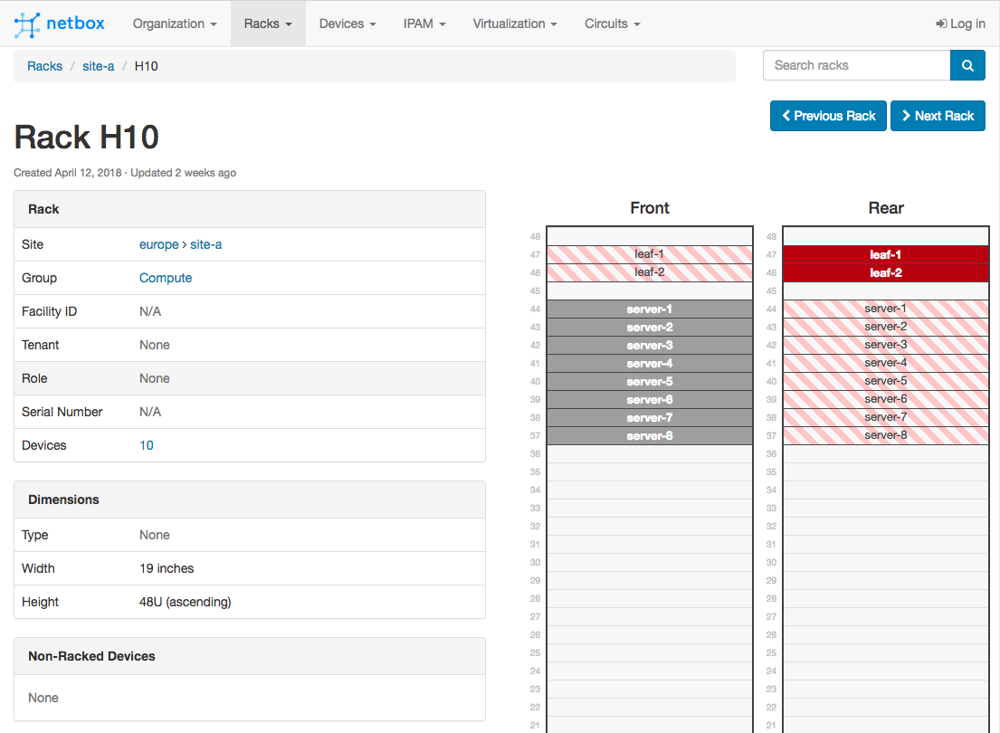 netbox Organization Racks Devices IPAM Virtualization Circuits Log in
Racks / site-a / H10
Search racks
Previous Rack Next Rack
Rack H10
Created April 12, 2018 · Updated 2 weeks ago
Rack
Site europe › site-a
Group Compute
Facility ID N/A
Tenant None
Role None
Serial Number N/A
Devices 10
Dimensions
Type None
Width 19 inches
Height 48U (ascending)
Non-Racked Devices
None
Front
48
47 leaf-1
46 leaf-2
45
44 server-1
43 server-2
42 server-3
41 server-4
40 server-5
39 server-6
38 server-7
37 server-8
36
35
34
33
32
31
30
29
28
27
26
25
24
23
22
21
Rear
48
47 leaf-1
46 leaf-2
45
44 server-1
43 server-2
42 server-3
41 server-4
40 server-5
39 server-6
38 server-7
37 server-8
36
35
34
33
32
31
30
29
28
27
26
25
24
23
22
21